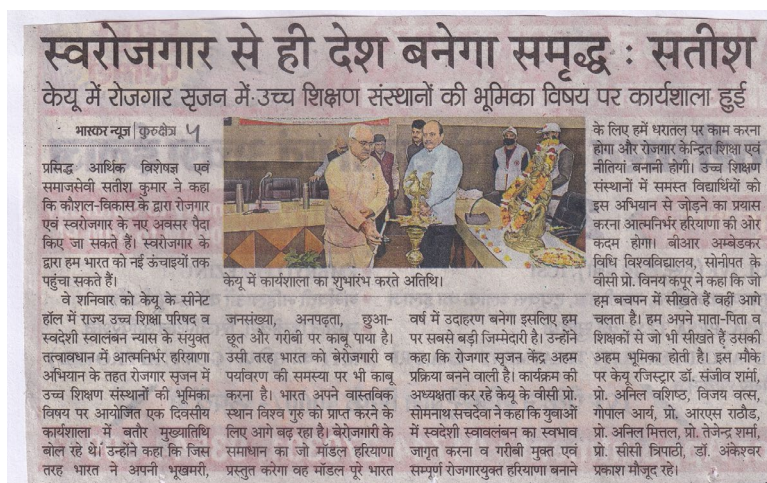 स्वरोजगार से ही देश बनेगा समृद्ध : सतीश
केयू में रोजगार सृजन में उच्च शिक्षण संस्थानों की भूमिका विषय पर कार्यशाला हुई
भास्कर न्यूज | कुरुक्षेत्र 4
प्रसिद्ध आर्थिक विशेषज्ञ एवं
समाजसेवी सतीश कुमार ने कहा
कि कौशल-विकास के द्वारा रोजगार
एवं स्वरोजगार के नए अवसर पैदा
किए जा सकते हैं। स्वरोजगार के
द्वारा हम भारत को नई ऊंचाइयों तक
पहुंचा सकते हैं।
वे शनिवार को केयू के सीनेट
हॉल में राज्य उच्च शिक्षा परिषद व
स्वदेशी स्वालंबन न्यास के संयुक्त
तत्वावधान में आत्मनिर्भर हरियाणा
अभियान के तहत रोजगार सृजन में
उच्च शिक्षण संस्थानों की भूमिका
विषय पर आयोजित एक दिवसीय
कार्यशाला में बतौर मुख्यातिथि
बोल रहे थे। उन्होंने कहा कि जिस
तरह भारत ने अपनी भूखमरी,
केयू में कार्यशाला का शुभारंभ करते अतिथि।
जनसंख्या, अनपढ़ता, छुआ-
छूत और गरीबी पर काबू पाया है।
उसी तरह भारत को बेरोजगारी व
पर्यावरण की समस्या पर भी काबू
करना है। भारत अपने वास्तविक
स्थान विश्व गुरु को प्राप्त करने के
लिए आगे बढ़ रहा है। बेरोजगारी के
समाधान का जो मॉडल हरियाणा
प्रस्तुत करेगा वह मॉडल पूरे भारत
वर्ष में उदाहरण बनेगा इसलिए हम
पर सबसे बड़ी जिम्मेदारी है। उन्होंने
कहा कि रोजगार सृजन केंद्र अहम
प्रक्रिया बनने वाली है। कार्यक्रम की
अध्यक्षता कर रहे केयू के वीसी प्रो.
सोमनाथ सचदेवा ने कहा कि युवाओं
में स्वदेशी स्वावलंबन का स्वभाव
जागृत करना व गरीबी मुक्त एवं
सम्पूर्ण रोजगारयुक्त हरियाणा बनाने
के लिए हमें धरातल पर काम करना
होगा और रोजगार केन्द्रित शिक्षा एवं
नीतियां बनानी होगी। उच्च शिक्षण
संस्थानों में समस्त विद्यार्थियों को
इस अभियान से जोड़ने का प्रयास
करना आत्मनिर्भर हरियाणा की ओर
कदम होगा। बीआर अम्बेडकर
विधि विश्वविद्यालय, सोनीपत के
वीसी प्रो. विनय कपूर ने कहा कि जो
हम बचपन में सीखते हैं वहीं आगे
चलता है। हम अपने माता-पिता व
शिक्षकों से जो भी सीखते हैं उसकी
अहम भूमिका होती है। इस मौके
पर केयू रजिस्ट्रार डॉ. संजीव शर्मा,
प्रो. अनिल वशिष्ठ, विजय वत्स,
गोपाल आर्य, प्रो. आरएस राठौड,
प्रो. अनिल मित्तल, प्रो. तेजेन्द्र शर्मा,
प्रो. सीसी त्रिपाठी, डॉ. अंकेश्वर
प्रकाश मौजूद रहे।